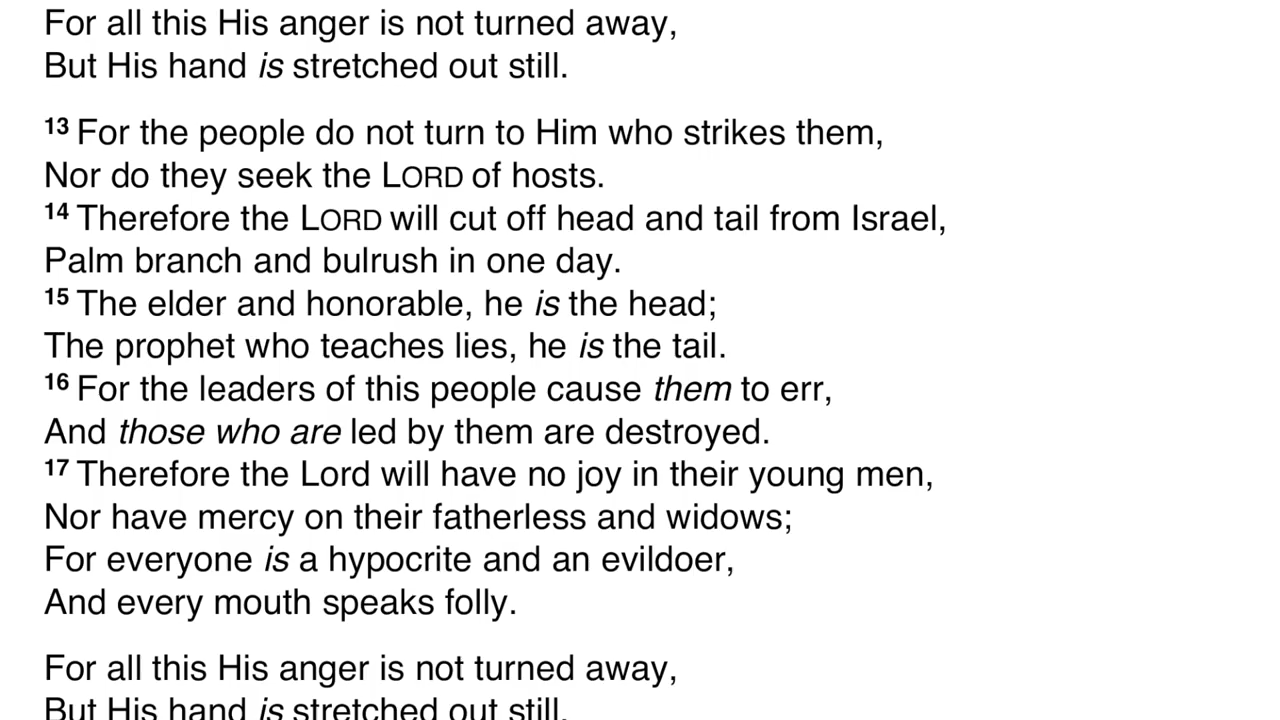 For all this His anger is not turned away,
But His hand is stretched out still.
13 For the people do not turn to Him who strikes them,
Nor do they seek the LORD of hosts.
14 Therefore the LORD will cut off head and tail from Israel,
Palm branch and bulrush in one day.
15 The elder and honorable, he is the head;
The prophet who teaches lies, he is the tail.
16 For the leaders of this people cause them to err,
And those who are led by them are destroyed.
17 Therefore the Lord will have no joy in their young men,
Nor have mercy on their fatherless and widows;
For everyone is a hypocrite and an evildoer,
And every mouth speaks folly.
For all this His anger is not turned away,
But His hand is stretched out still.